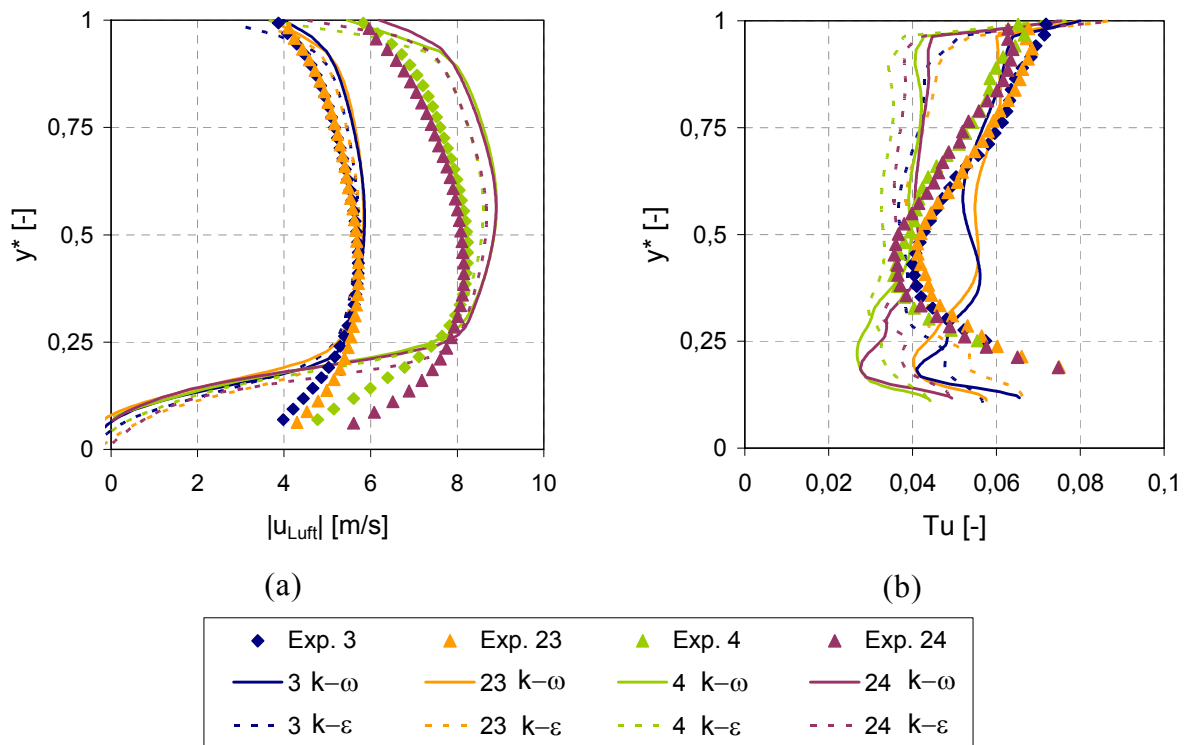 1
0,75
0,5
0,25
0
y* [-]
0 2 4 6 8 10
|uLuft| [m/s]
(a)
1
0,75
0,5
0,25
0
y* [-]
0 0,02 0,04 0,06 0,08 0,1
Tu [-]
(b)
Exp. 3 Exp. 23 Exp. 4 Exp. 24
3 k−ω 23 k−ω 4 k−ω 24 k−ω
3 k−ε 23 k−ε 4 k−ε 24 k−ε